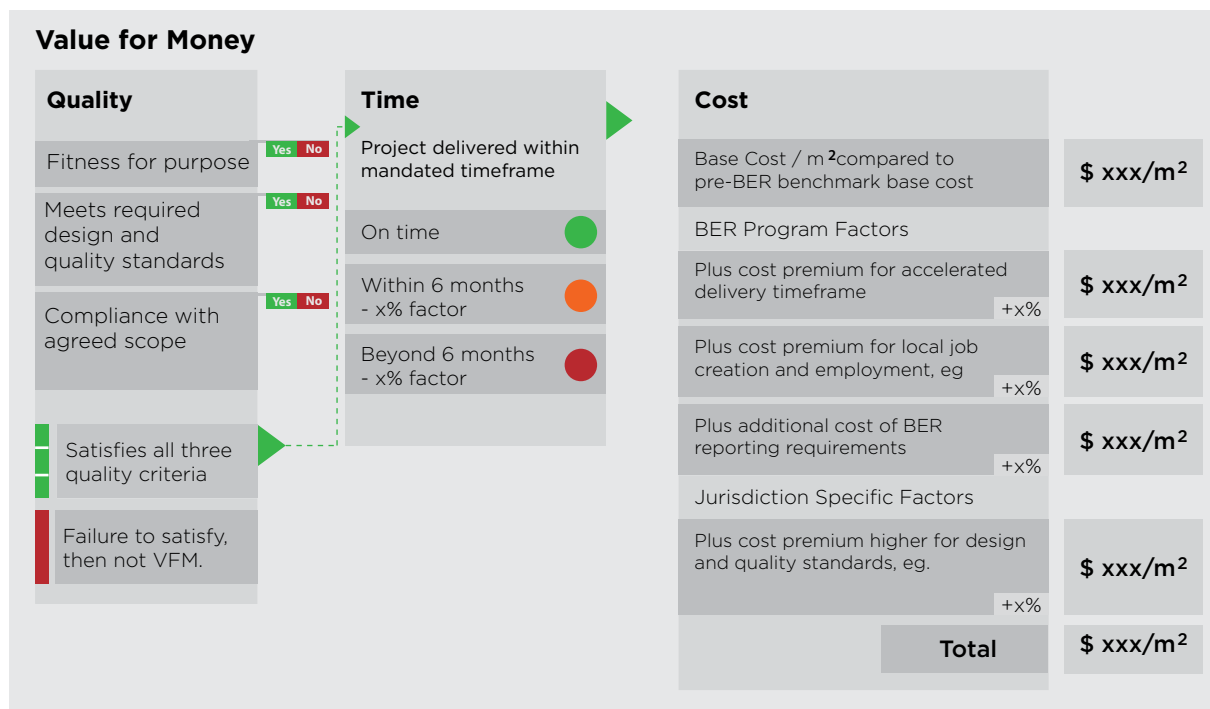 Value for Money
Quality
Fitness for purpose
Yes No
Meets required
design and
quality standards
Yes No
Compliance with
agreed scope
Yes No
Satisfies all three
quality criteria
Failure to satisfy,
then not VFM.
Time
Project delivered within
mandated timeframe
On time
Within 6 months
- x% factor
Beyond 6 months
- x% factor
Cost
Base Cost / m²compared to
pre-BER benchmark base cost
$ xxx/m²
BER Program Factors
Plus cost premium for accelerated
delivery timeframe
+x%
$ xxx/m²
Plus cost premium for local job
creation and employment, eg
+x%
$ xxx/m²
Plus additional cost of BER
reporting requirements
+x%
$ xxx/m²
Jurisdiction Specific Factors
Plus cost premium higher for design
and quality standards, eg.
+x%
$ xxx/m²
Total
$ xxx/m²